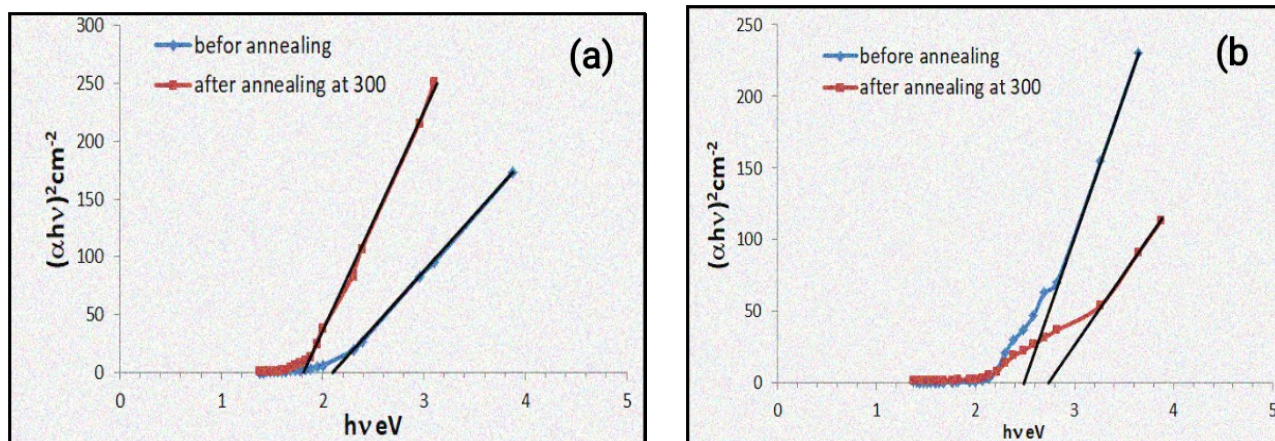 300
250
200
150
100
50
0
(αhν)²cm⁻²
befor annealing
after annealing at 300
(a)
0 1 2 3 4 5
hν eV
250
200
150
100
50
0
(αhν)²cm⁻²
before annealing
after annealing at 300
(b)
0 1 2 3 4 5
hν eV